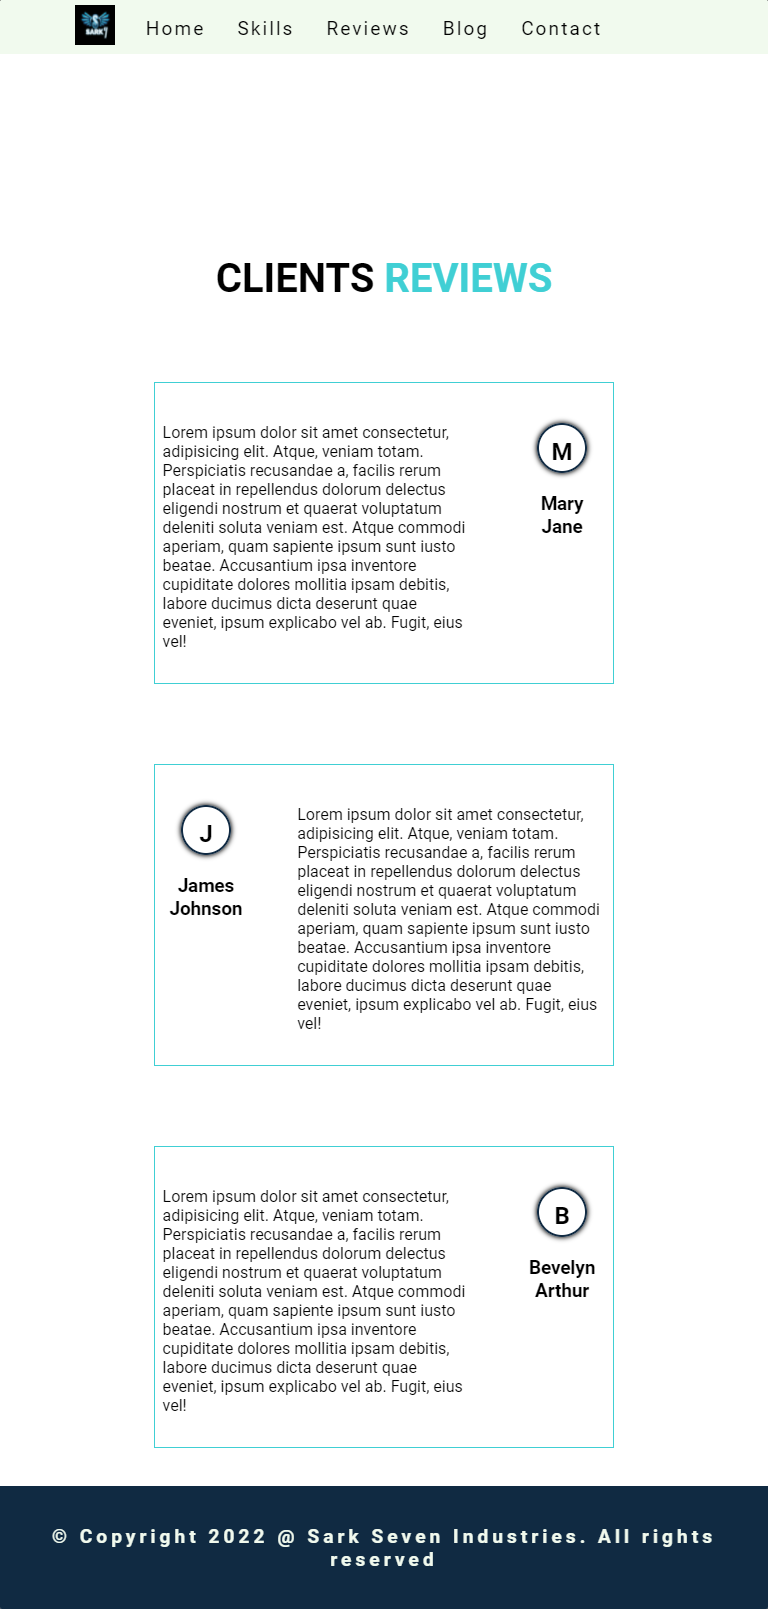 SARK7
Home Skills Reviews Blog Contact
CLIENTS REVIEWS
Lorem ipsum dolor sit amet consectetur,
adipisicing elit. Atque, veniam totam.
Perspiciatis recusandae a, facilis rerum
placeat in repellendus dolorum delectus
eligendi nostrum et quaerat voluptatum
deleniti soluta veniam est. Atque commodi
aperiam, quam sapiente ipsum sunt iusto
beatae. Accusantium ipsa inventore
cupiditate dolores mollitia ipsam debitis,
labore ducimus dicta deserunt quae
eveniet, ipsum explicabo vel ab. Fugit, eius
vel!
M
Mary
Jane
J
James
Johnson
Lorem ipsum dolor sit amet consectetur,
adipisicing elit. Atque, veniam totam.
Perspiciatis recusandae a, facilis rerum
placeat in repellendus dolorum delectus
eligendi nostrum et quaerat voluptatum
deleniti soluta veniam est. Atque commodi
aperiam, quam sapiente ipsum sunt iusto
beatae. Accusantium ipsa inventore
cupiditate dolores mollitia ipsam debitis,
labore ducimus dicta deserunt quae
eveniet, ipsum explicabo vel ab. Fugit, eius
vel!
Lorem ipsum dolor sit amet consectetur,
adipisicing elit. Atque, veniam totam.
Perspiciatis recusandae a, facilis rerum
placeat in repellendus dolorum delectus
eligendi nostrum et quaerat voluptatum
deleniti soluta veniam est. Atque commodi
aperiam, quam sapiente ipsum sunt iusto
beatae. Accusantium ipsa inventore
cupiditate dolores mollitia ipsam debitis,
labore ducimus dicta deserunt quae
eveniet, ipsum explicabo vel ab. Fugit, eius
vel!
B
Bevelyn
Arthur
© Copyright 2022 @ Sark Seven Industries. All rights
reserved